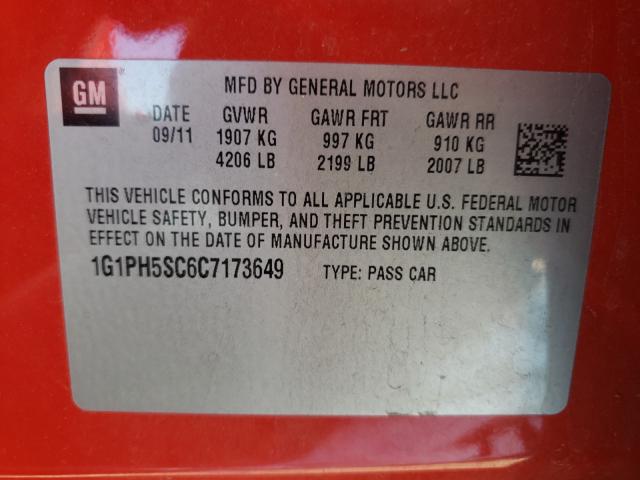 GM
MFD BY GENERAL MOTORS LLC
DATE GVWR GAWR FRT GAWR RR
09/11 1907 KG 997 KG 910 KG
4206 LB 2199 LB 2007 LB
THIS VEHICLE CONFORMS TO ALL APPLICABLE U.S. FEDERAL MOTOR
VEHICLE SAFETY, BUMPER, AND THEFT PREVENTION STANDARDS IN
EFFECT ON THE DATE OF MANUFACTURE SHOWN ABOVE.
1G1PH5SC6C7173649 TYPE: PASS CAR